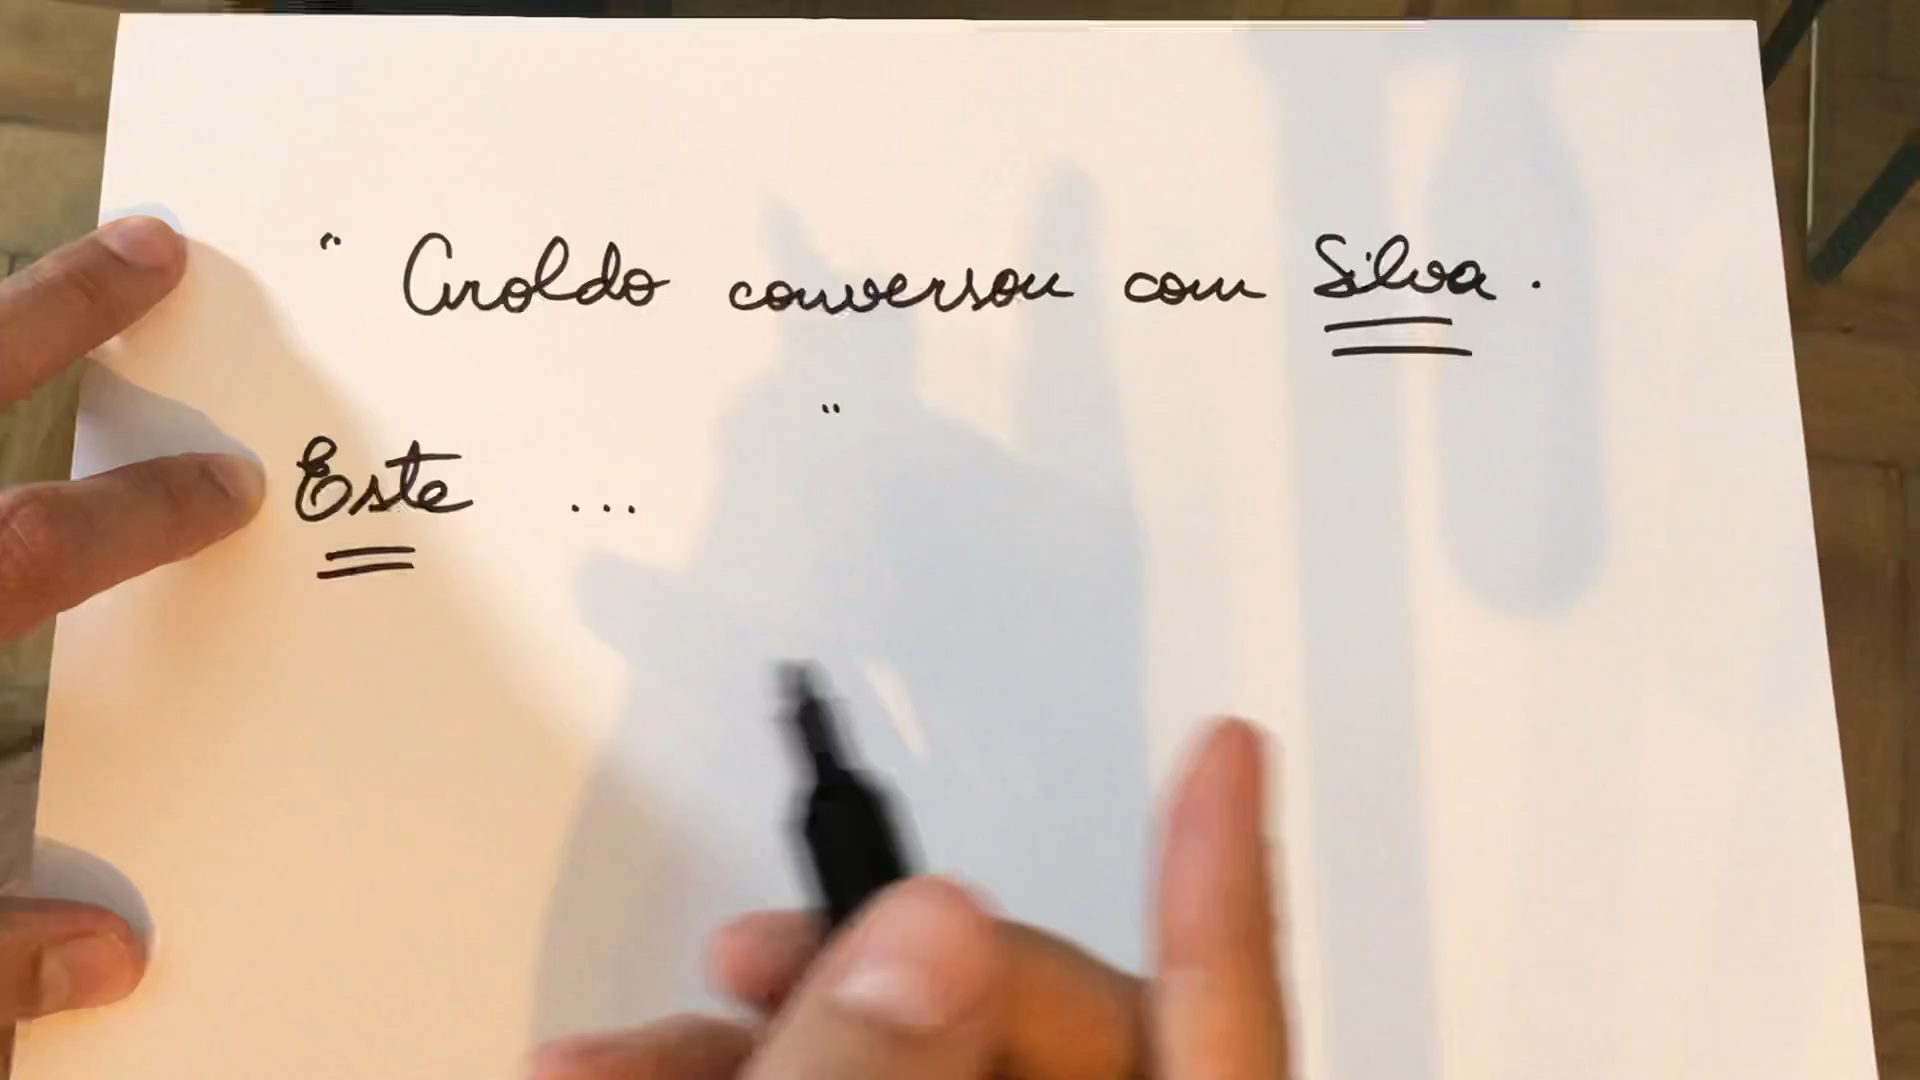 “ Aroldo conversou com Silva.
”
Este ...